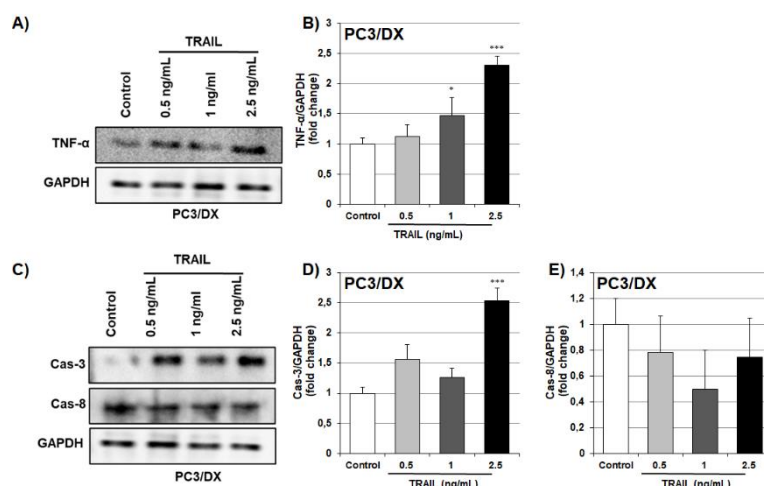 A)
TRAIL
Control
0.5 ng/mL
1 ng/ml
2.5 ng/mL
TNF-α
GAPDH
PC3/DX
B)
PC3/DX
TNF-α/GAPDH
(fold change)
3
2,5
2
1,5
1
0,5
0
*
***
Control 0.5 1 2.5
TRAIL (ng/mL)
C)
TRAIL
Control
0.5 ng/mL
1 ng/ml
2.5 ng/mL
Cas-3
Cas-8
GAPDH
PC3/DX
D)
PC3/DX
Cas-3/GAPDH
(fold change)
3
2,5
2
1,5
1
0,5
0
***
Control 0.5 1 2.5
TRAIL (ng/mL)
E)
PC3/DX
Cas-8/GAPDH
(fold change)
1,4
1,2
1
0,8
0,6
0,4
0,2
0
Control 0.5 1 2.5
TRAIL (ng/mL)